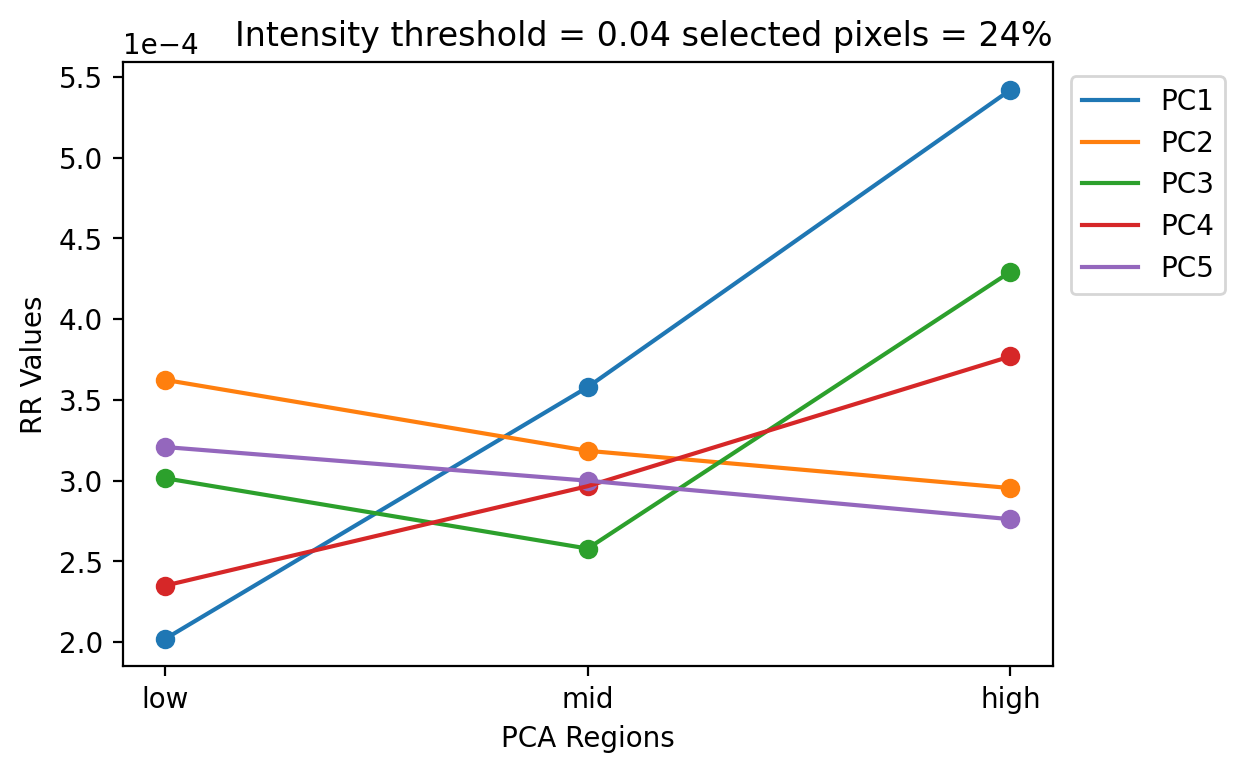 Intensity threshold = 0.04 selected pixels = 24%
1e−4
5.5
5.0
4.5
4.0
3.5
3.0
2.5
2.0
RR Values
low
mid
high
PCA Regions
PC1
PC2
PC3
PC4
PC5